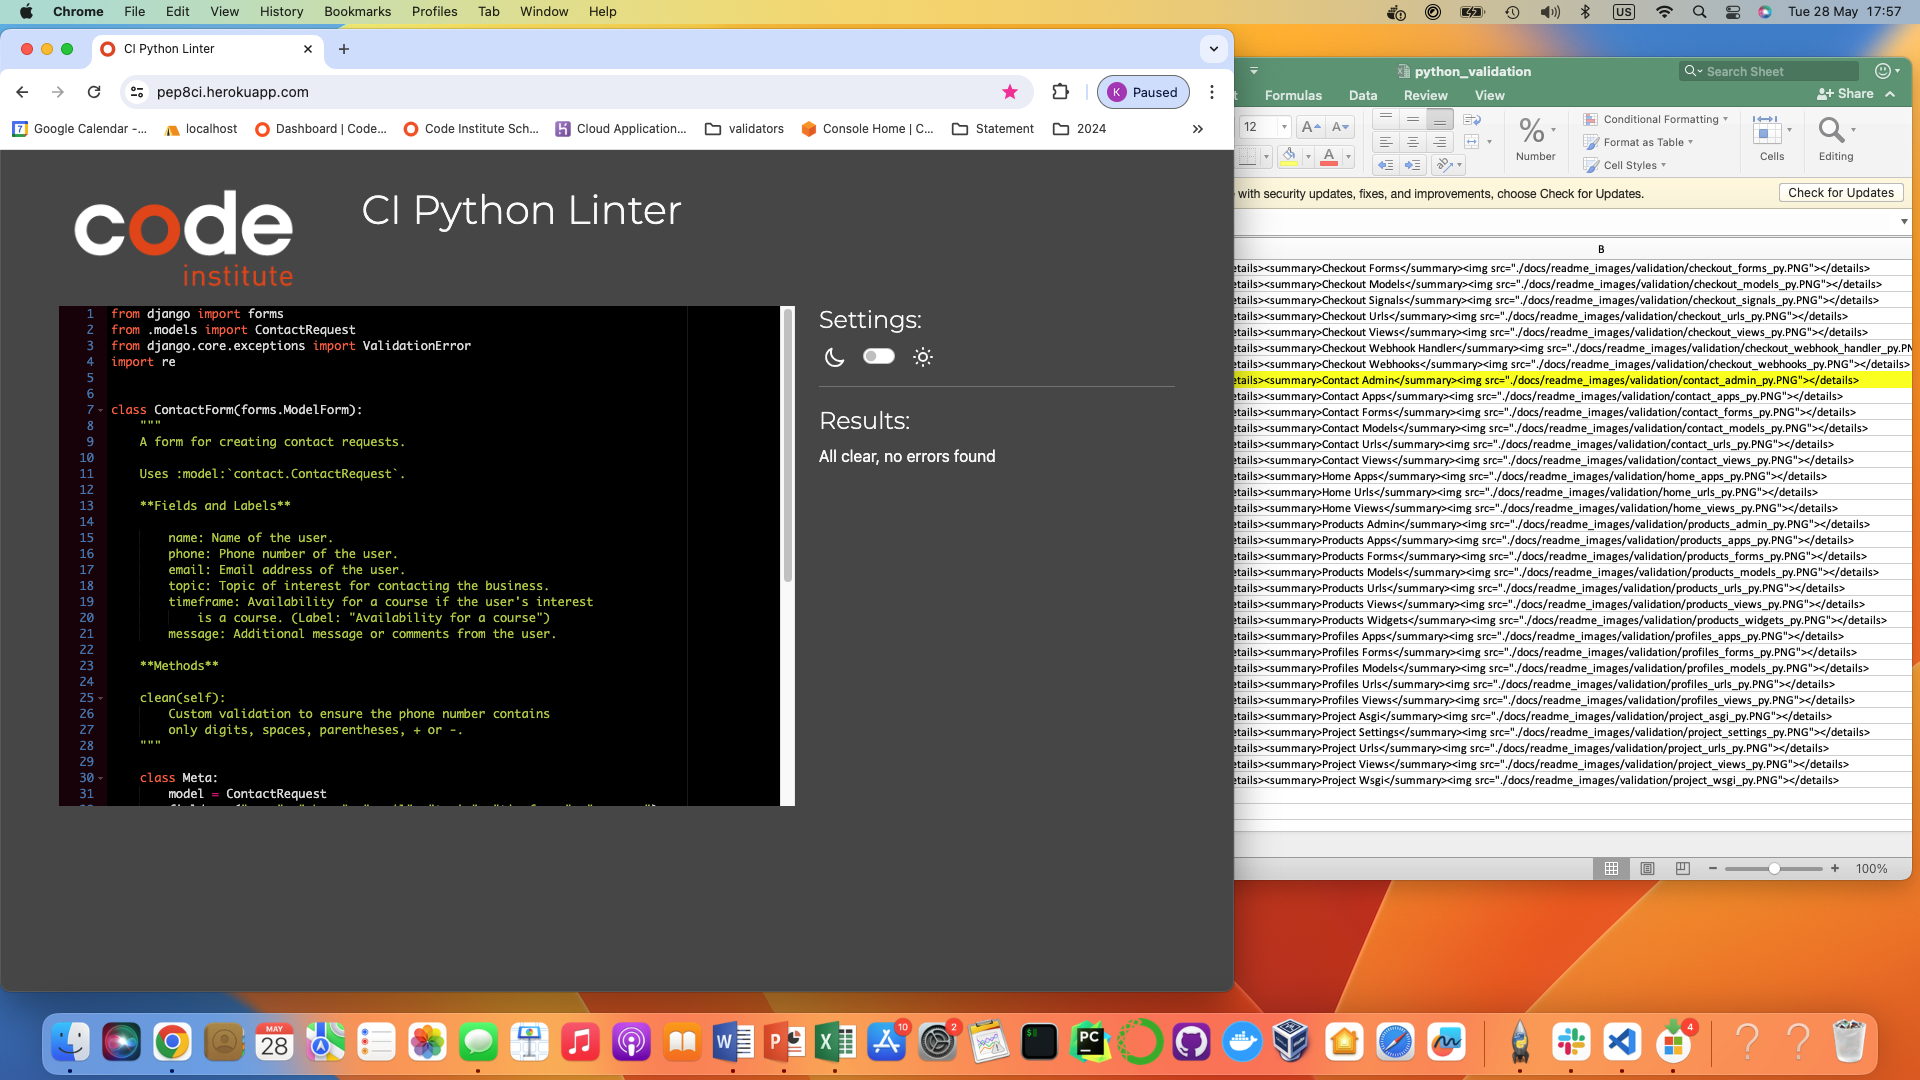 Chrome File Edit View History Bookmarks Profiles Tab Window Help US Tue 28 May 17:57
CI Python Linter
pep8ci.herokuapp.com K Paused
Google Calendar -... localhost Dashboard | Code... Code Institute Sch... Cloud Application... validators Console Home | C... Statement 2024
code
institute
CI Python Linter
1 from django import forms
2 from .models import ContactRequest
3 from django.core.exceptions import ValidationError
4 import re
5
6
7 class ContactForm(forms.ModelForm):
8 """
9 A form for creating contact requests.
10
11 Uses :model:`contact.ContactRequest`.
12
13 **Fields and Labels**
14
15 name: Name of the user.
16 phone: Phone number of the user.
17 email: Email address of the user.
18 topic: Topic of interest for contacting the business.
19 timeframe: Availability for a course if the user's interest
20 is a course. (Label: "Availability for a course")
21 message: Additional message or comments from the user.
22
23 **Methods**
24
25 clean(self):
26 Custom validation to ensure the phone number contains
27 only digits, spaces, parentheses, + or -.
28 """
29
30 class Meta:
31 model = ContactRequest
Settings:
Results:
All clear, no errors found
python_validation
Search Sheet
Formulas Data Review View
Share
12
Number
Conditional Formatting
Format as Table
Cell Styles
Cells
Editing
with security updates, fixes, and improvements, choose Check for Updates.
Check for Updates
B
etails><summary>Checkout Forms</summary><img src="./docs/readme_images/validation/checkout_forms_py.PNG"></details>
etails><summary>Checkout Models</summary><img src="./docs/readme_images/validation/checkout_models_py.PNG"></details>
etails><summary>Checkout Signals</summary><img src="./docs/readme_images/validation/checkout_signals_py.PNG"></details>
etails><summary>Checkout Urls</summary><img src="./docs/readme_images/validation/checkout_urls_py.PNG"></details>
etails><summary>Checkout Views</summary><img src="./docs/readme_images/validation/checkout_views_py.PNG"></details>
etails><summary>Checkout Webhook Handler</summary><img src="./docs/readme_images/validation/checkout_webhook_handler_py.PN
etails><summary>Checkout Webhooks</summary><img src="./docs/readme_images/validation/checkout_webhooks_py.PNG"></details>
etails><summary>Contact Admin</summary><img src="./docs/readme_images/validation/contact_admin_py.PNG"></details>
etails><summary>Contact Apps</summary><img src="./docs/readme_images/validation/contact_apps_py.PNG"></details>
etails><summary>Contact Forms</summary><img src="./docs/readme_images/validation/contact_forms_py.PNG"></details>
etails><summary>Contact Models</summary><img src="./docs/readme_images/validation/contact_models_py.PNG"></details>
etails><summary>Contact Urls</summary><img src="./docs/readme_images/validation/contact_urls_py.PNG"></details>
etails><summary>Contact Views</summary><img src="./docs/readme_images/validation/contact_views_py.PNG"></details>
etails><summary>Home Apps</summary><img src="./docs/readme_images/validation/home_apps_py.PNG"></details>
etails><summary>Home Urls</summary><img src="./docs/readme_images/validation/home_urls_py.PNG"></details>
etails><summary>Home Views</summary><img src="./docs/readme_images/validation/home_views_py.PNG"></details>
etails><summary>Products Admin</summary><img src="./docs/readme_images/validation/products_admin_py.PNG"></details>
etails><summary>Products Apps</summary><img src="./docs/readme_images/validation/products_apps_py.PNG"></details>
etails><summary>Products Forms</summary><img src="./docs/readme_images/validation/products_forms_py.PNG"></details>
etails><summary>Products Models</summary><img src="./docs/readme_images/validation/products_models_py.PNG"></details>
etails><summary>Products Urls</summary><img src="./docs/readme_images/validation/products_urls_py.PNG"></details>
etails><summary>Products Views</summary><img src="./docs/readme_images/validation/products_views_py.PNG"></details>
etails><summary>Products Widgets</summary><img src="./docs/readme_images/validation/products_widgets_py.PNG"></details>
etails><summary>Profiles Apps</summary><img src="./docs/readme_images/validation/profiles_apps_py.PNG"></details>
etails><summary>Profiles Forms</summary><img src="./docs/readme_images/validation/profiles_forms_py.PNG"></details>
etails><summary>Profiles Models</summary><img src="./docs/readme_images/validation/profiles_models_py.PNG"></details>
etails><summary>Profiles Urls</summary><img src="./docs/readme_images/validation/profiles_urls_py.PNG"></details>
etails><summary>Profiles Views</summary><img src="./docs/readme_images/validation/profiles_views_py.PNG"></details>
etails><summary>Project Asgi</summary><img src="./docs/readme_images/validation/project_asgi_py.PNG"></details>
etails><summary>Project Settings</summary><img src="./docs/readme_images/validation/project_settings_py.PNG"></details>
etails><summary>Project Urls</summary><img src="./docs/readme_images/validation/project_urls_py.PNG"></details>
etails><summary>Project Views</summary><img src="./docs/readme_images/validation/project_views_py.PNG"></details>
etails><summary>Project Wsgi</summary><img src="./docs/readme_images/validation/project_wsgi_py.PNG"></details>
100%
MAY
28
10
2
PC
4